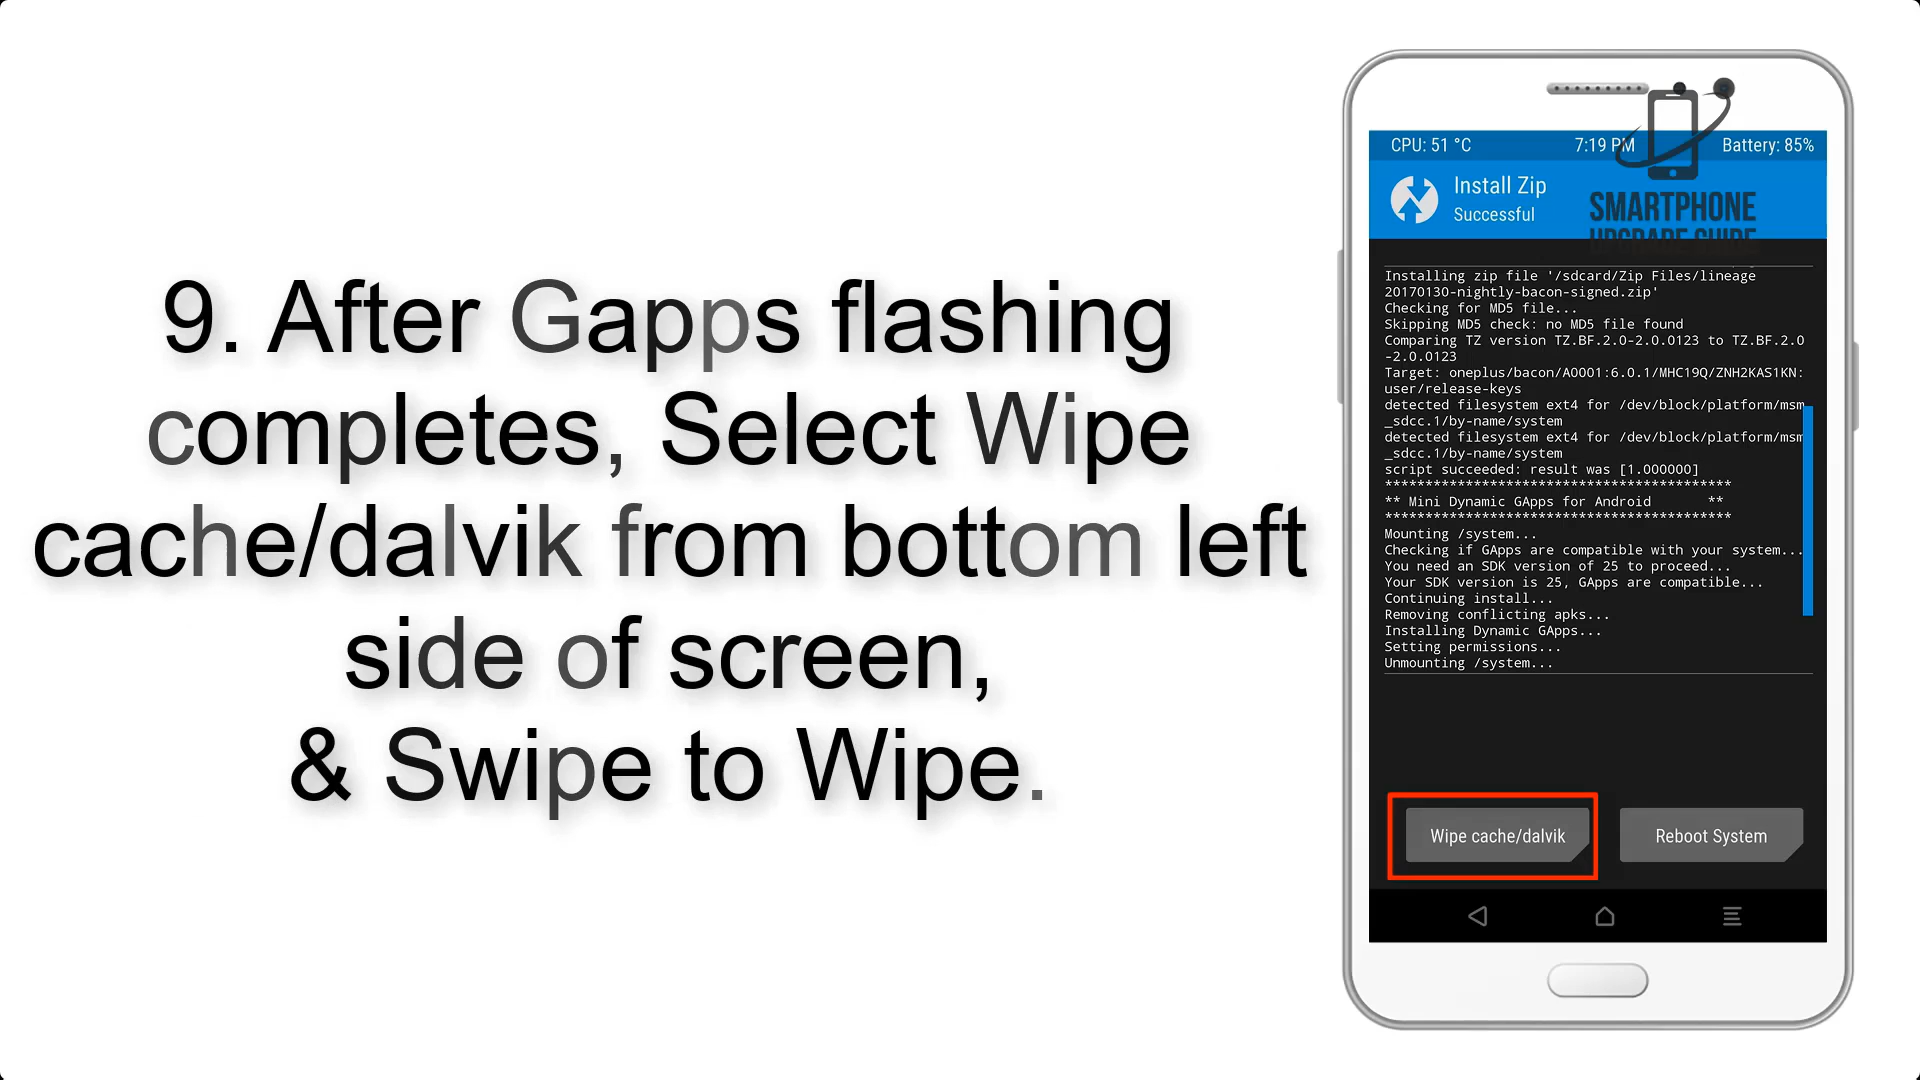 9. After Gapps flashing
completes, Select Wipe
cache/dalvik from bottom left
side of screen,
& Swipe to Wipe.
CPU: 51 °C
7:19 PM
Battery: 85%
Install Zip
Successful
SMARTPHONE
UPGRADE GUIDE
Installing zip file '/sdcard/Zip Files/lineage
20170130-nightly-bacon-signed.zip'
Checking for MD5 file...
Skipping MD5 check: no MD5 file found
Comparing TZ version TZ.BF.2.0-2.0.0123 to TZ.BF.2.0
-2.0.0123
Target: oneplus/bacon/A0001:6.0.1/MHC19Q/ZNH2KAS1KN:
user/release-keys
detected filesystem ext4 for /dev/block/platform/msm
_sdcc.1/by-name/system
detected filesystem ext4 for /dev/block/platform/msm
_sdcc.1/by-name/system
script succeeded: result was [1.000000]
******************************************
** Mini Dynamic GApps for Android **
******************************************
Mounting /system...
Checking if GApps are compatible with your system...
You need an SDK version of 25 to proceed...
Your SDK version is 25, GApps are compatible...
Continuing install...
Removing conflicting apks...
Installing Dynamic GApps...
Setting permissions...
Unmounting /system...
Wipe cache/dalvik
Reboot System